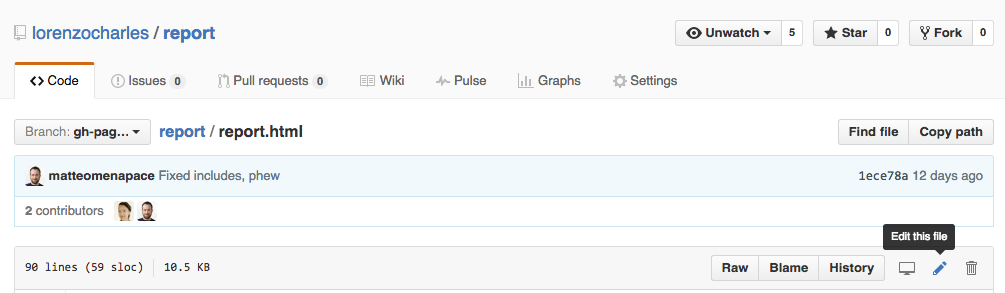 lorenzocharles / report
Unwatch 5 Star 0 Fork 0
Code Issues 0 Pull requests 0 Wiki Pulse Graphs Settings
Branch: gh-pag... report / report.html Find file Copy path
matteomenapace Fixed includes, phew 1ece78a 12 days ago
2 contributors
Edit this file
90 lines (59 sloc) 10.5 KB Raw Blame History